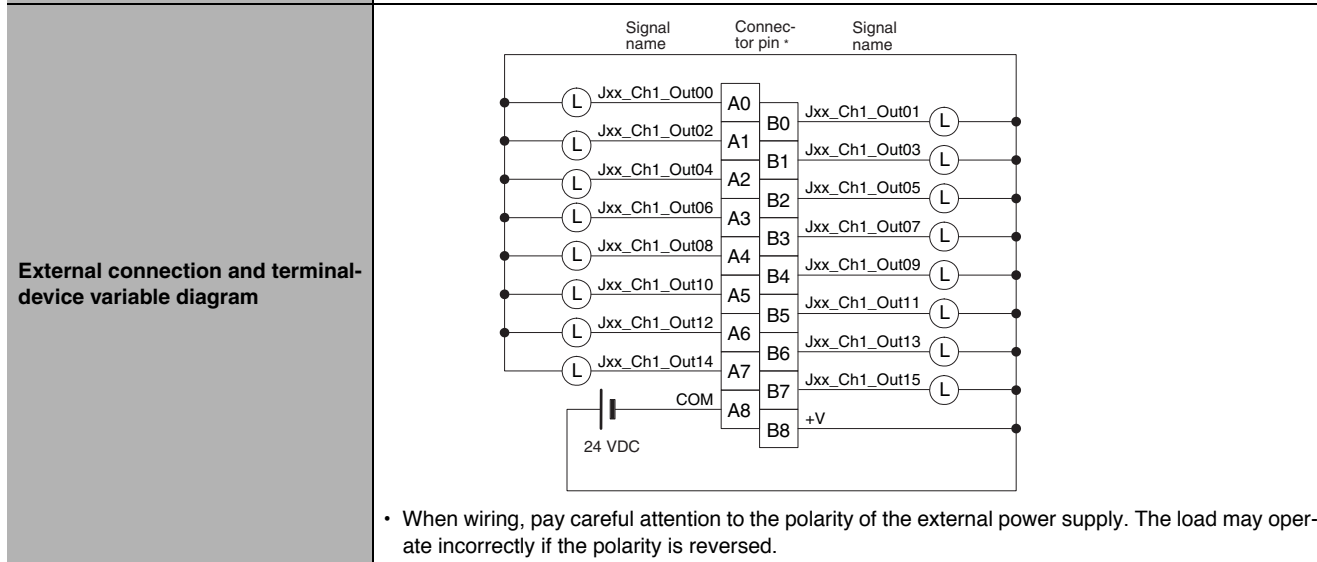 External connection and terminal-
device variable diagram
Signal
name
Connec-
tor pin *
Signal
name
L Jxx_Ch1_Out00 A0
B0 Jxx_Ch1_Out01 L
L Jxx_Ch1_Out02 A1
B1 Jxx_Ch1_Out03 L
L Jxx_Ch1_Out04 A2
B2 Jxx_Ch1_Out05 L
L Jxx_Ch1_Out06 A3
B3 Jxx_Ch1_Out07 L
L Jxx_Ch1_Out08 A4
B4 Jxx_Ch1_Out09 L
L Jxx_Ch1_Out10 A5
B5 Jxx_Ch1_Out11 L
L Jxx_Ch1_Out12 A6
B6 Jxx_Ch1_Out13 L
L Jxx_Ch1_Out14 A7
B7 Jxx_Ch1_Out15 L
COM A8
B8 +V
24 VDC
• When wiring, pay careful attention to the polarity of the external power supply. The load may oper-
ate incorrectly if the polarity is reversed.